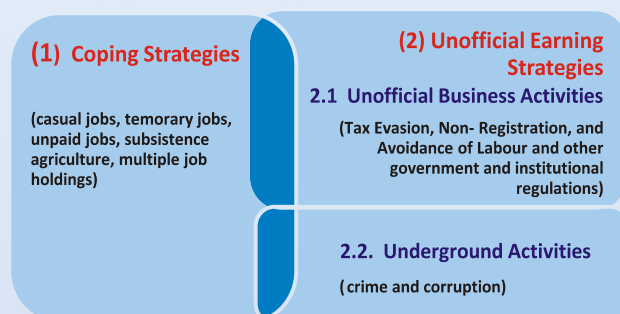 (1) Coping Strategies
(casual jobs, temorary jobs,
unpaid jobs, subsistence
agriculture, multiple job
holdings)
(2) Unofficial Earning
Strategies
2.1 Unofficial Business Activities
(Tax Evasion, Non- Registration, and
Avoidance of Labour and other
government and institutional
regulations)
2.2. Underground Activities
(crime and corruption)